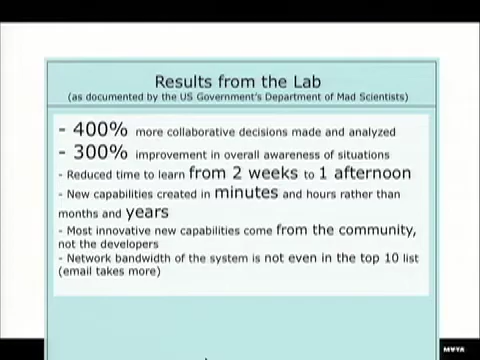 Results from the Lab
(as documented by the US Government's Department of Mad Scientists)
- 400% more collaborative decisions made and analyzed
- 300% improvement in overall awareness of situations
- Reduced time to learn from 2 weeks to 1 afternoon
- New capabilities created in minutes and hours rather than
months and years
- Most innovative new capabilities come from the community,
not the developers
- Network bandwidth of the system is not even in the top 10 list
(email takes more)